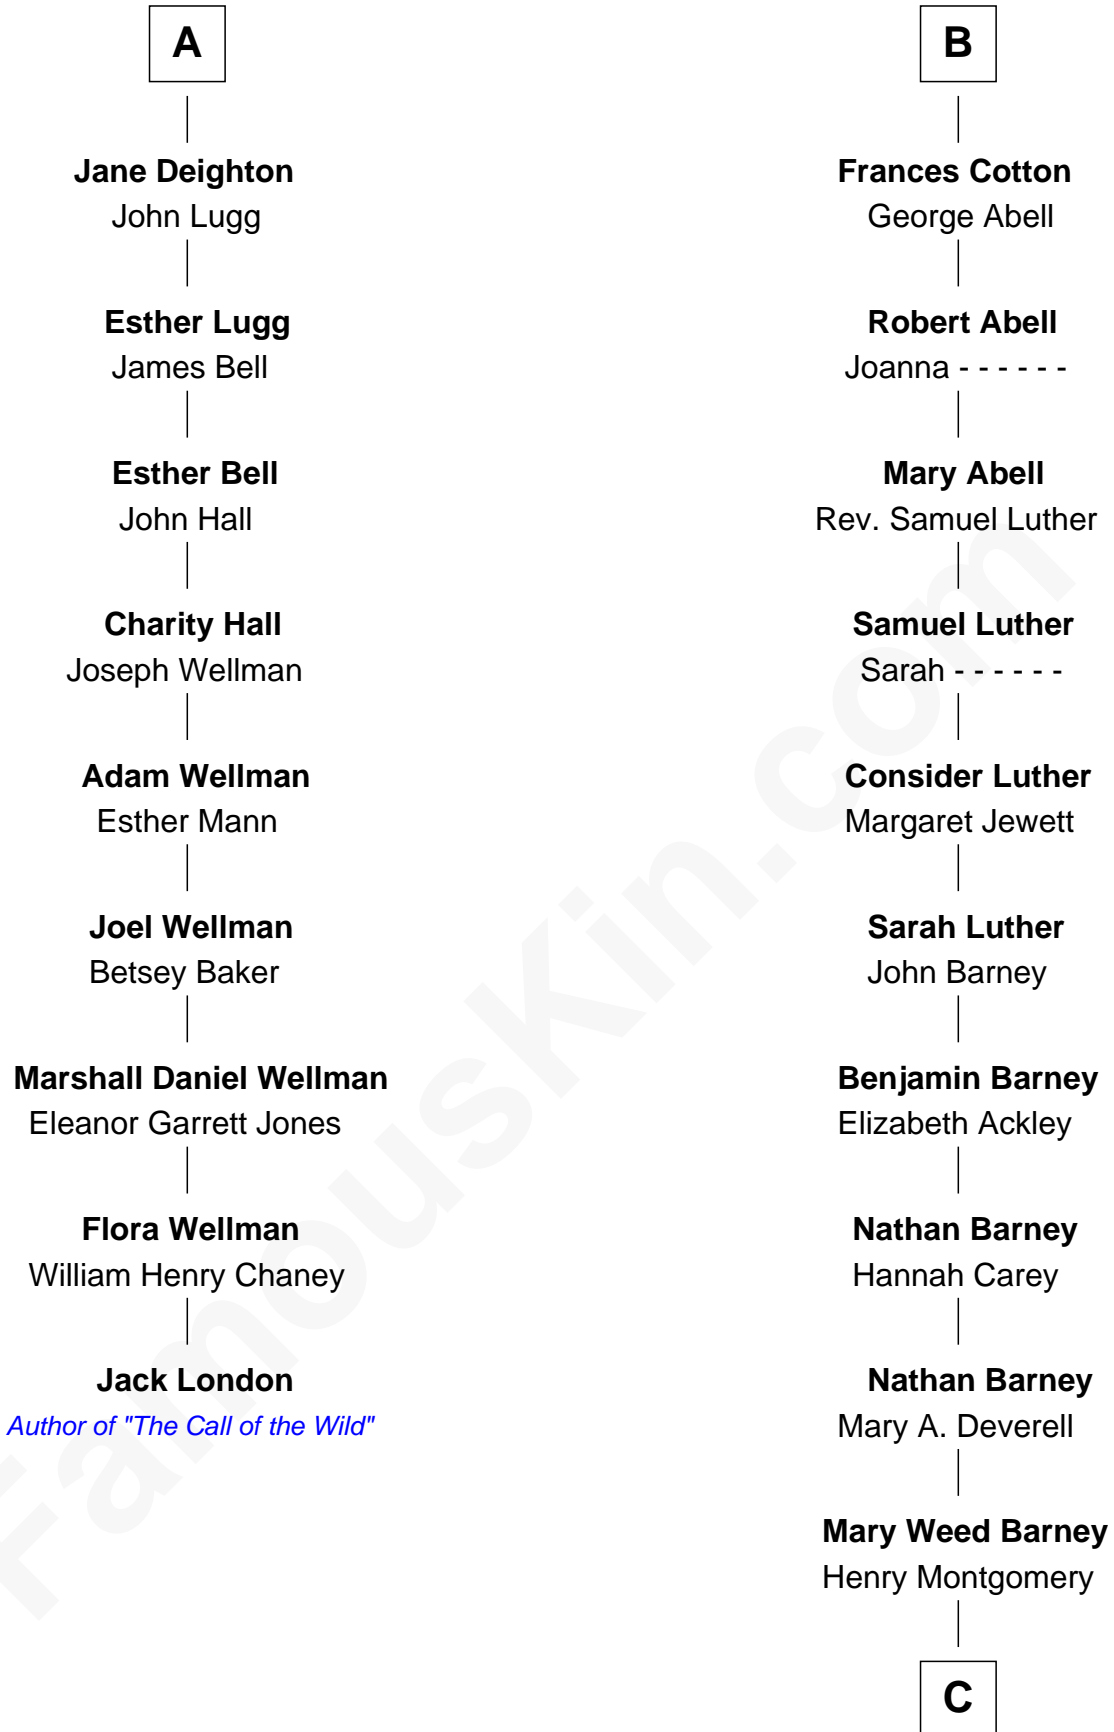 A
Jane Deighton
John Lugg
Esther Lugg
James Bell
Esther Bell
John Hall
Charity Hall
Joseph Wellman
Adam Wellman
Esther Mann
Joel Wellman
Betsey Baker
Marshall Daniel Wellman
Eleanor Garrett Jones
Flora Wellman
William Henry Chaney
Jack London
Author of "The Call of the Wild"
B
Frances Cotton
George Abell
Robert Abell
Joanna - - - - - -
Mary Abell
Rev. Samuel Luther
Samuel Luther
Sarah - - - - - -
Consider Luther
Margaret Jewett
Sarah Luther
John Barney
Benjamin Barney
Elizabeth Ackley
Nathan Barney
Hannah Carey
Nathan Barney
Mary A. Deverell
Mary Weed Barney
Henry Montgomery
C
FamousKin.com